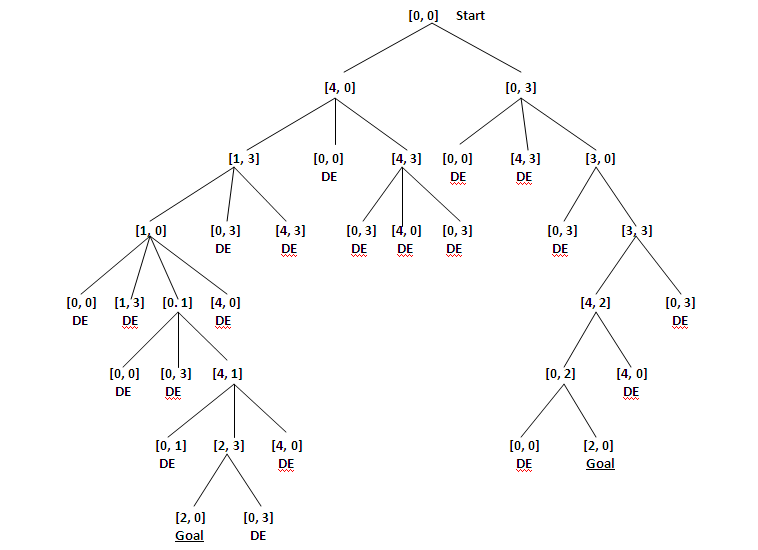 [0, 0] Start
[4, 0] [0, 3]
[1, 3] [0, 0] [4, 3] [0, 0] [4, 3] [3, 0]
DE DE DE
[1, 0] [0, 3] [4, 3] [0, 3] [4, 0] [0, 3] [0, 3] [3, 3]
DE DE DE DE DE DE
[0, 0] [1, 3] [0. 1] [4, 0] [4, 2] [0, 3]
DE DE DE DE
[0, 0] [0, 3] [4, 1] [0, 2] [4, 0]
DE DE DE
[0, 1] [2, 3] [4, 0] [0, 0] [2, 0]
DE DE DE Goal
[2, 0] [0, 3]
Goal DE